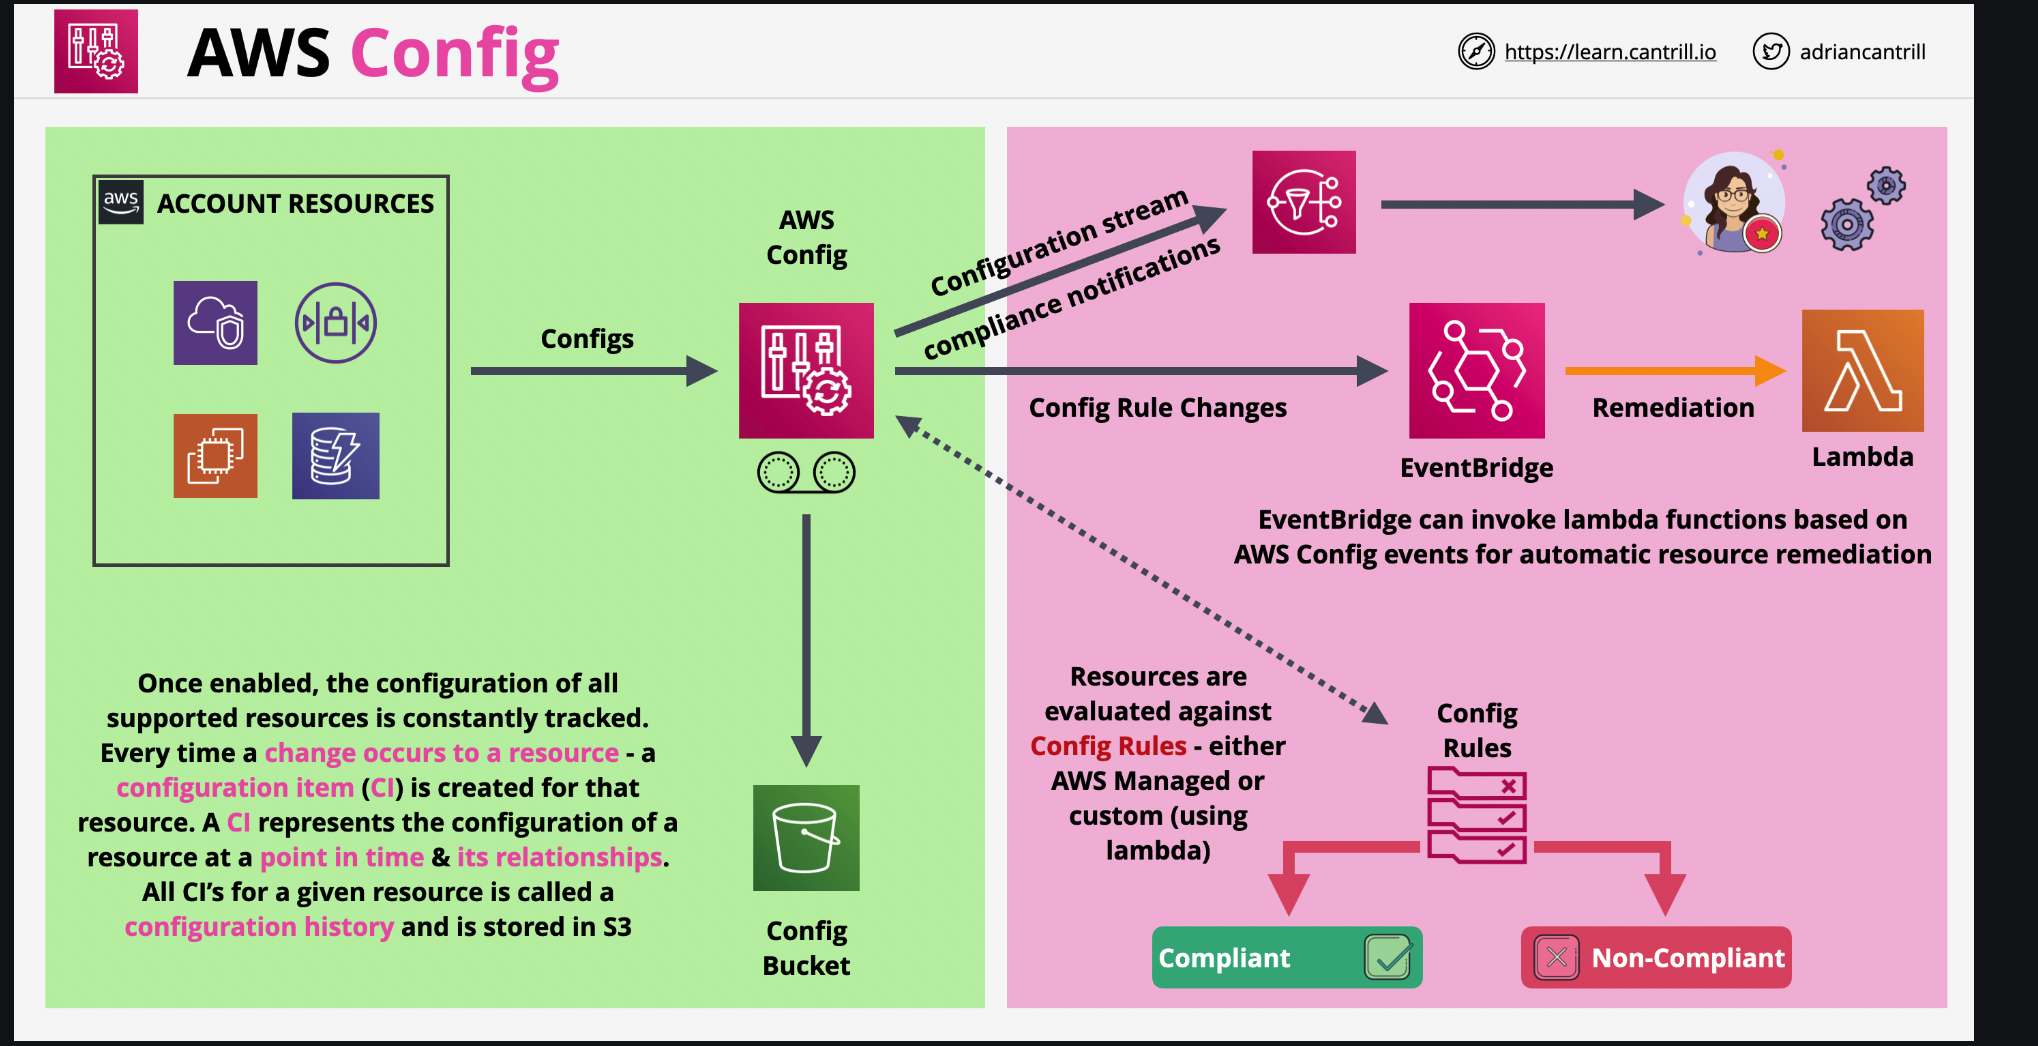 AWS Config
https://learn.cantrill.io
adriancantrill
aws
ACCOUNT RESOURCES
Configs
AWS
Config
Configuration stream
compliance notifications
Config Rule Changes
EventBridge
Remediation
Lambda
EventBridge can invoke lambda functions based on
AWS Config events for automatic resource remediation
Once enabled, the configuration of all
supported resources is constantly tracked.
Every time a change occurs to a resource - a
configuration item (CI) is created for that
resource. A CI represents the configuration of a
resource at a point in time & its relationships.
All CI's for a given resource is called a
configuration history and is stored in S3
Config
Bucket
Resources are
evaluated against
Config Rules - either
AWS Managed or
custom (using
lambda)
Config
Rules
Compliant
Non-Compliant